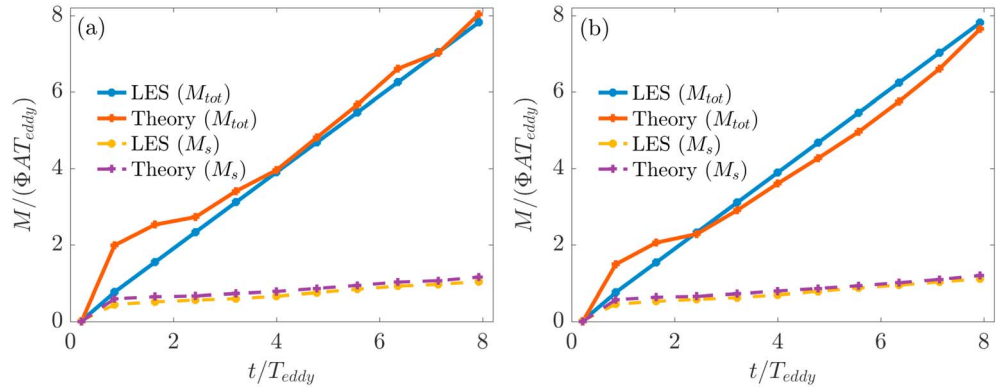 (a)
8
6
4
2
0
M/(ΦAT_eddy)
LES (M_tot)
Theory (M_tot)
LES (M_s)
Theory (M_s)
0 2 4 6 8
t/T_eddy
(b)
8
6
4
2
0
M/(ΦAT_eddy)
LES (M_tot)
Theory (M_tot)
LES (M_s)
Theory (M_s)
0 2 4 6 8
t/T_eddy